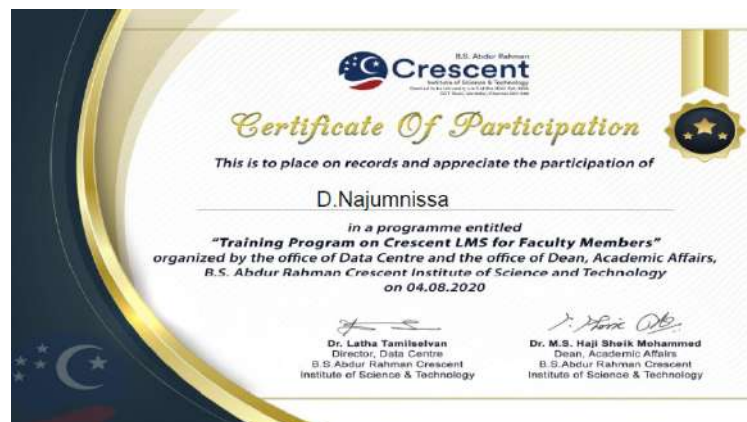 B.S. Abdur Rahman
Crescent
Institute of Science & Technology
Certificate Of Participation
This is to place on records and appreciate the participation of
D.Najumnissa
in a programme entitled
“Training Program on Crescent LMS for Faculty Members”
organized by the office of Data Centre and the office of Dean, Academic Affairs,
B.S. Abdur Rahman Crescent Institute of Science and Technology
on 04.08.2020
Dr. Latha Tamilselvan
Director, Data Centre
B.S.Abdur Rahman Crescent
Institute of Science & Technology
Dr. M.S. Haji Sheik Mohammed
Dean, Academic Affairs
B.S.Abdur Rahman Crescent
Institute of Science & Technology